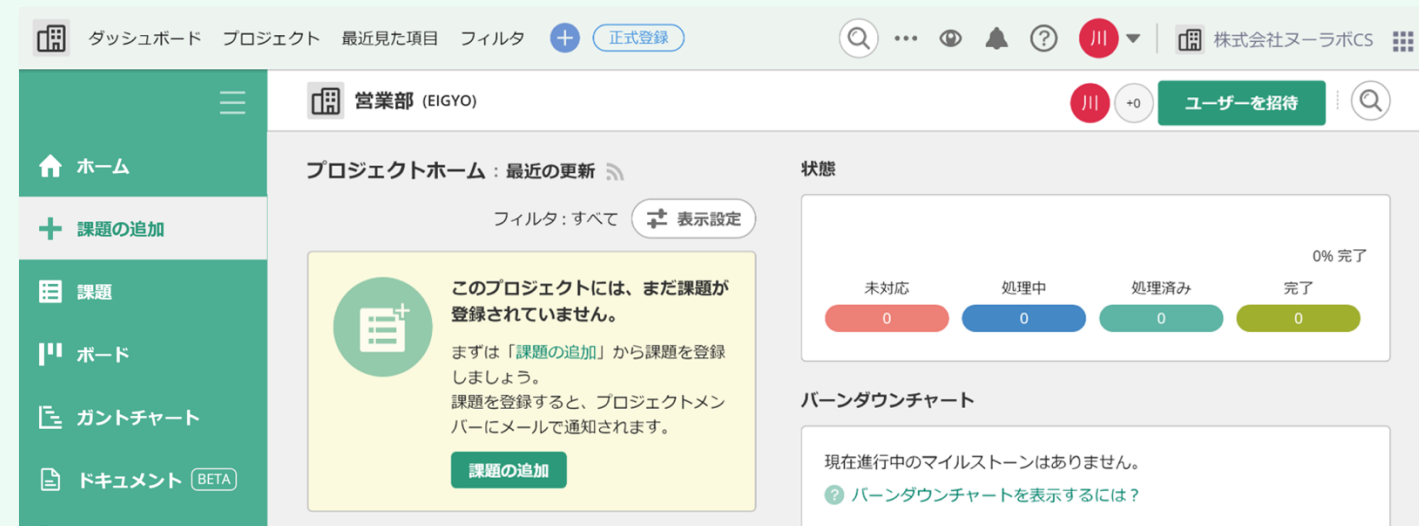 ダッシュボード プロジェクト 最近見た項目 フィルタ 正式登録 川 株式会社ヌーラボCS
営業部 (EIGYO) 川 +0 ユーザーを招待
ホーム
課題の追加
課題
ボード
ガントチャート
ドキュメント BETA
プロジェクトホーム : 最近の更新
フィルタ : すべて 表示設定
このプロジェクトには、まだ課題が
登録されていません。
まずは「課題の追加」から課題を登録
しましょう。
課題を登録すると、プロジェクトメン
バーにメールで通知されます。
課題の追加
状態
0% 完了
未対応 処理中 処理済み 完了
0 0 0 0
バーンダウンチャート
現在進行中のマイルストーンはありません。
? バーンダウンチャートを表示するには？